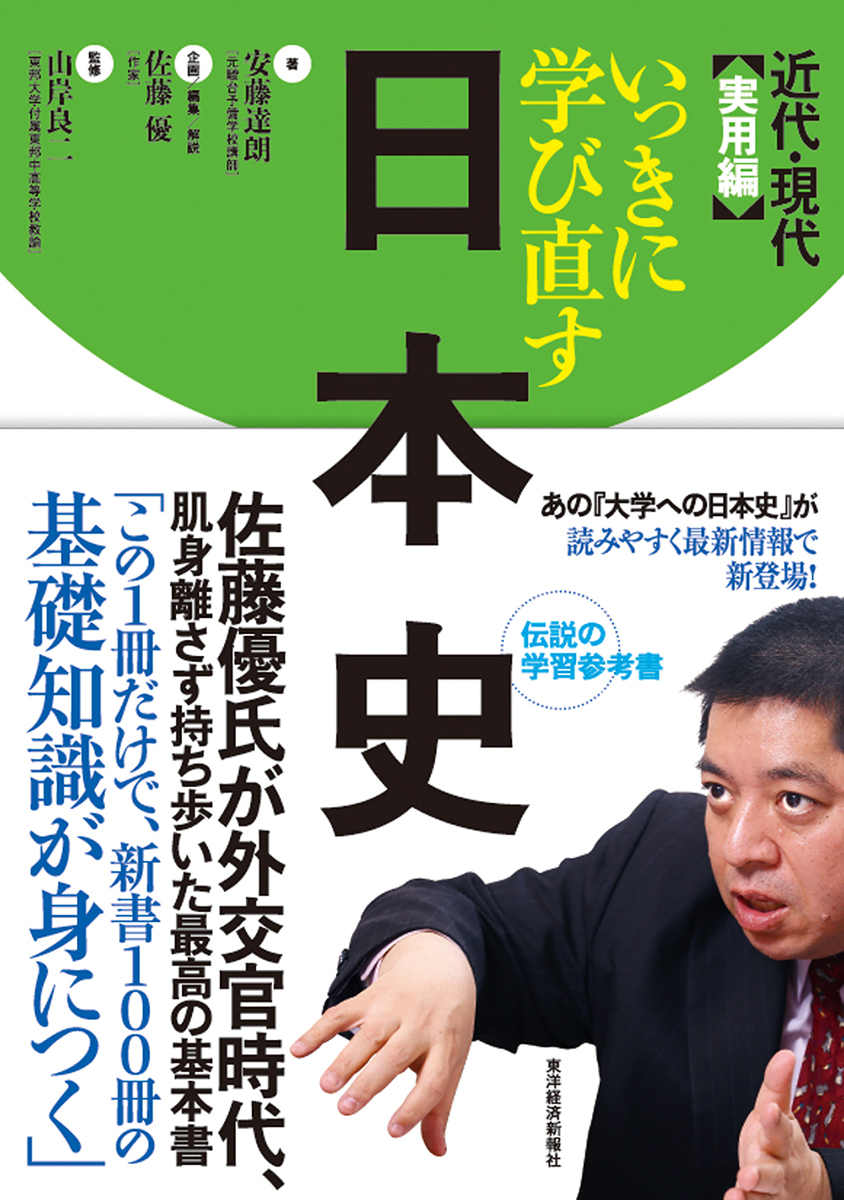 近代・現代
【実用編】
いっきに
学び直す
日本史
著
安藤達朗
[元駿台予備学校講師]
企画／編集／解説
佐藤 優
[作家]
監修
山岸良二
[東邦大学付属東邦中高等学校教諭]
あの『大学への日本史』が
読みやすく最新情報で
新登場！
伝説の
学習参考書
佐藤優氏が外交官時代、
肌身離さず持ち歩いた最高の基本書
「この1冊だけで、新書100冊の
基礎知識が身につく」
東洋経済新報社